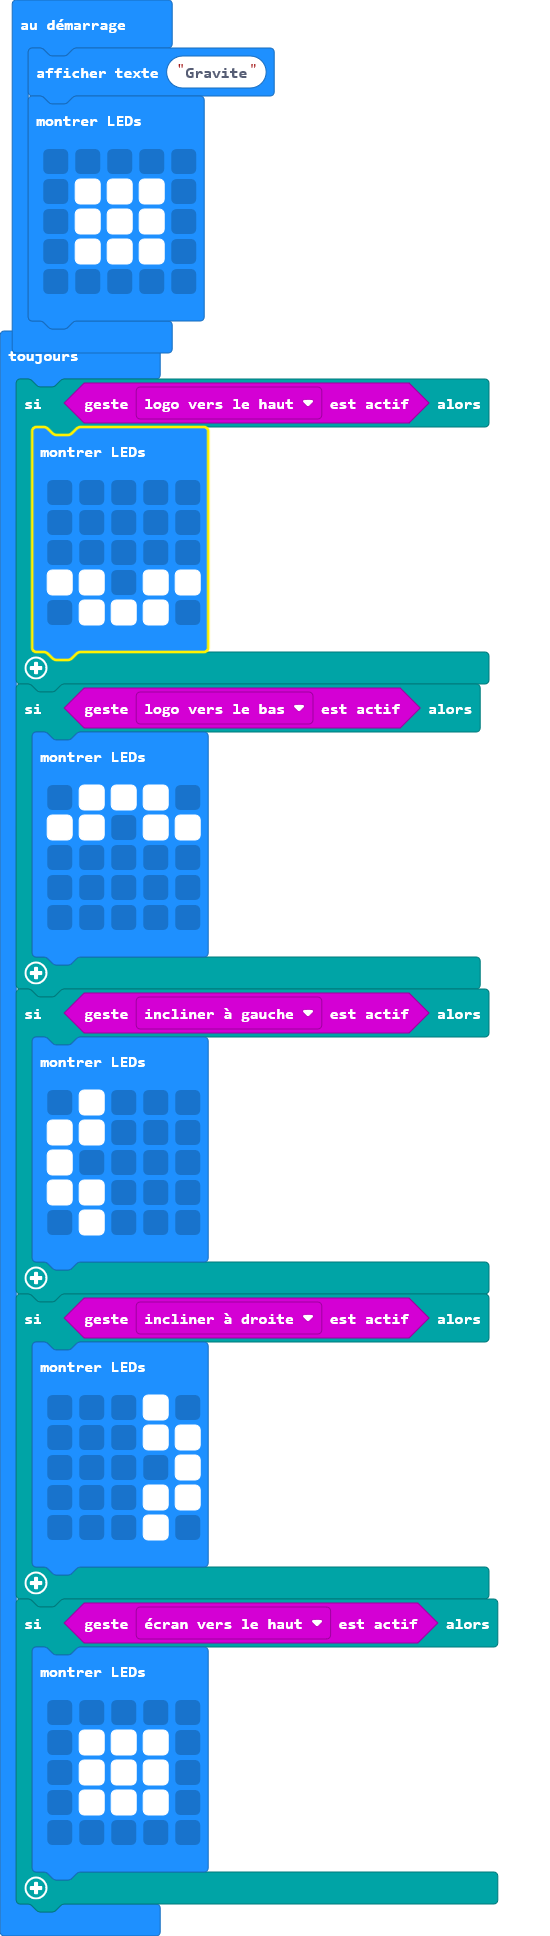 au démarrage
afficher texte "Gravite"
montrer LEDs
toujours
si geste logo vers le haut est actif alors
montrer LEDs
si geste logo vers le bas est actif alors
montrer LEDs
si geste incliner à gauche est actif alors
montrer LEDs
si geste incliner à droite est actif alors
montrer LEDs
si geste écran vers le haut est actif alors
montrer LEDs